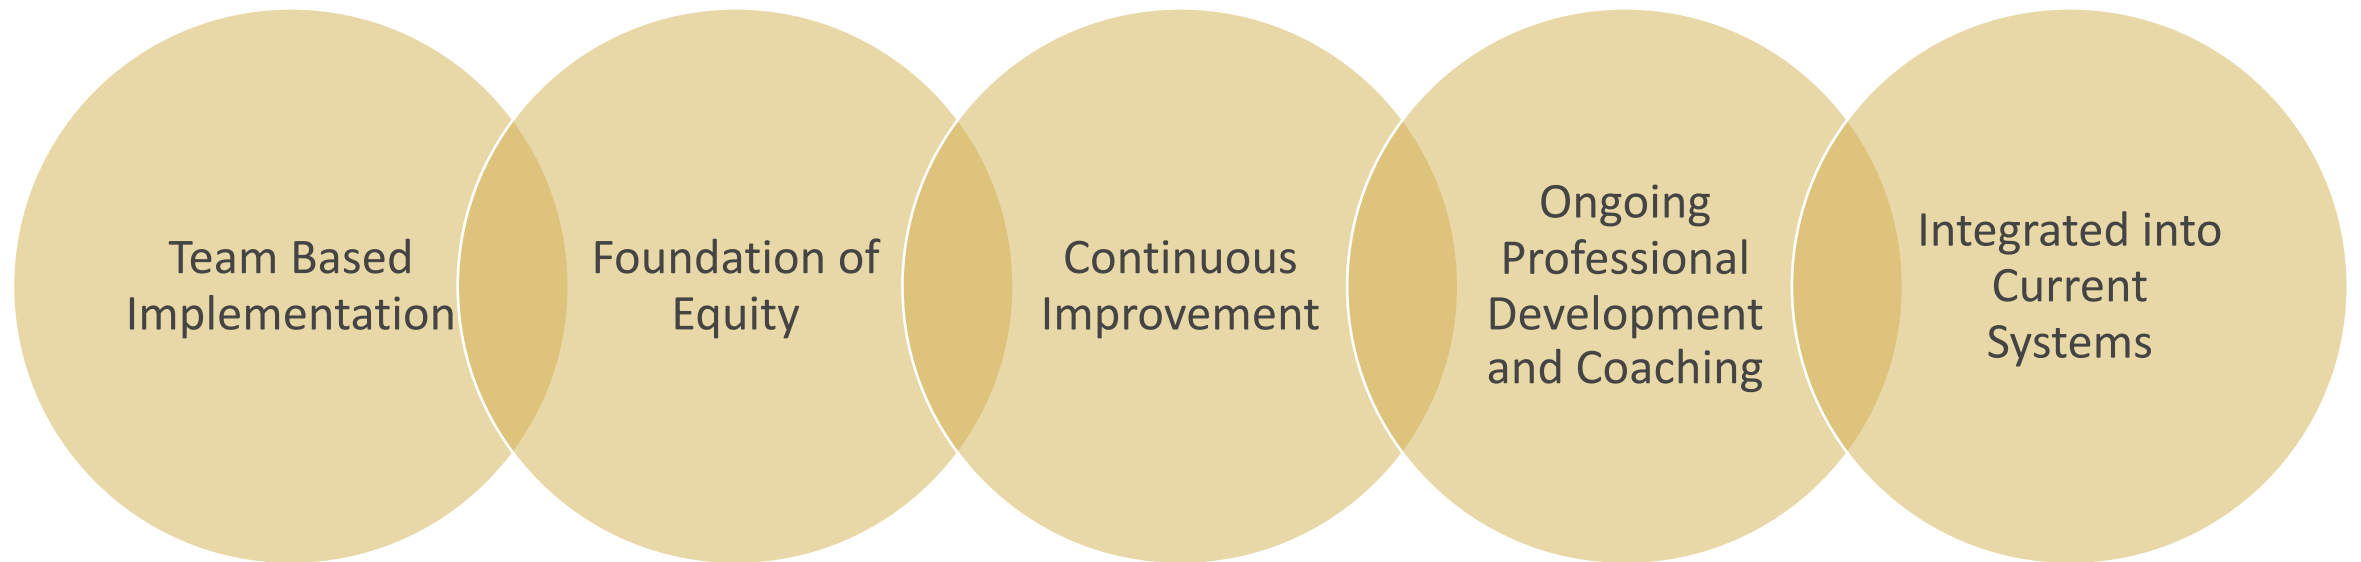 Team Based
Implementation
Foundation of
Equity
Continuous
Improvement
Ongoing
Professional
Development
and Coaching
Integrated into
Current
Systems